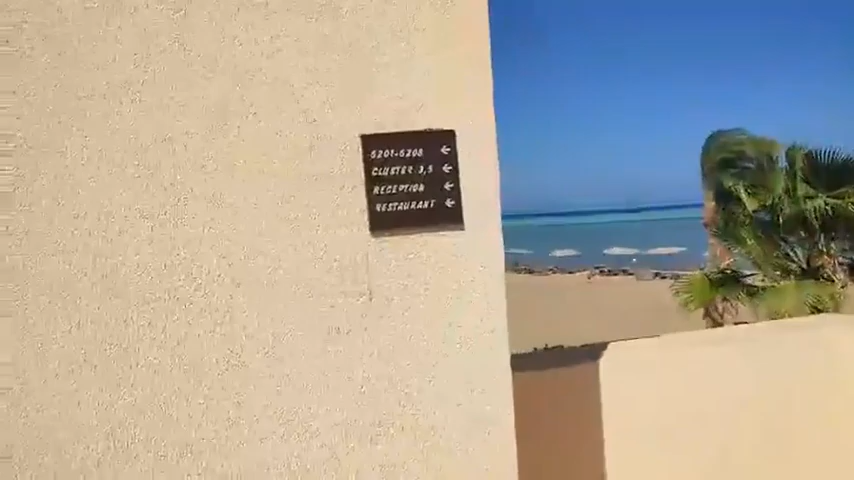 5201-5208 ←
CLUSTER 3,5 ←
RECEPTION ←
RESTAURANT ←